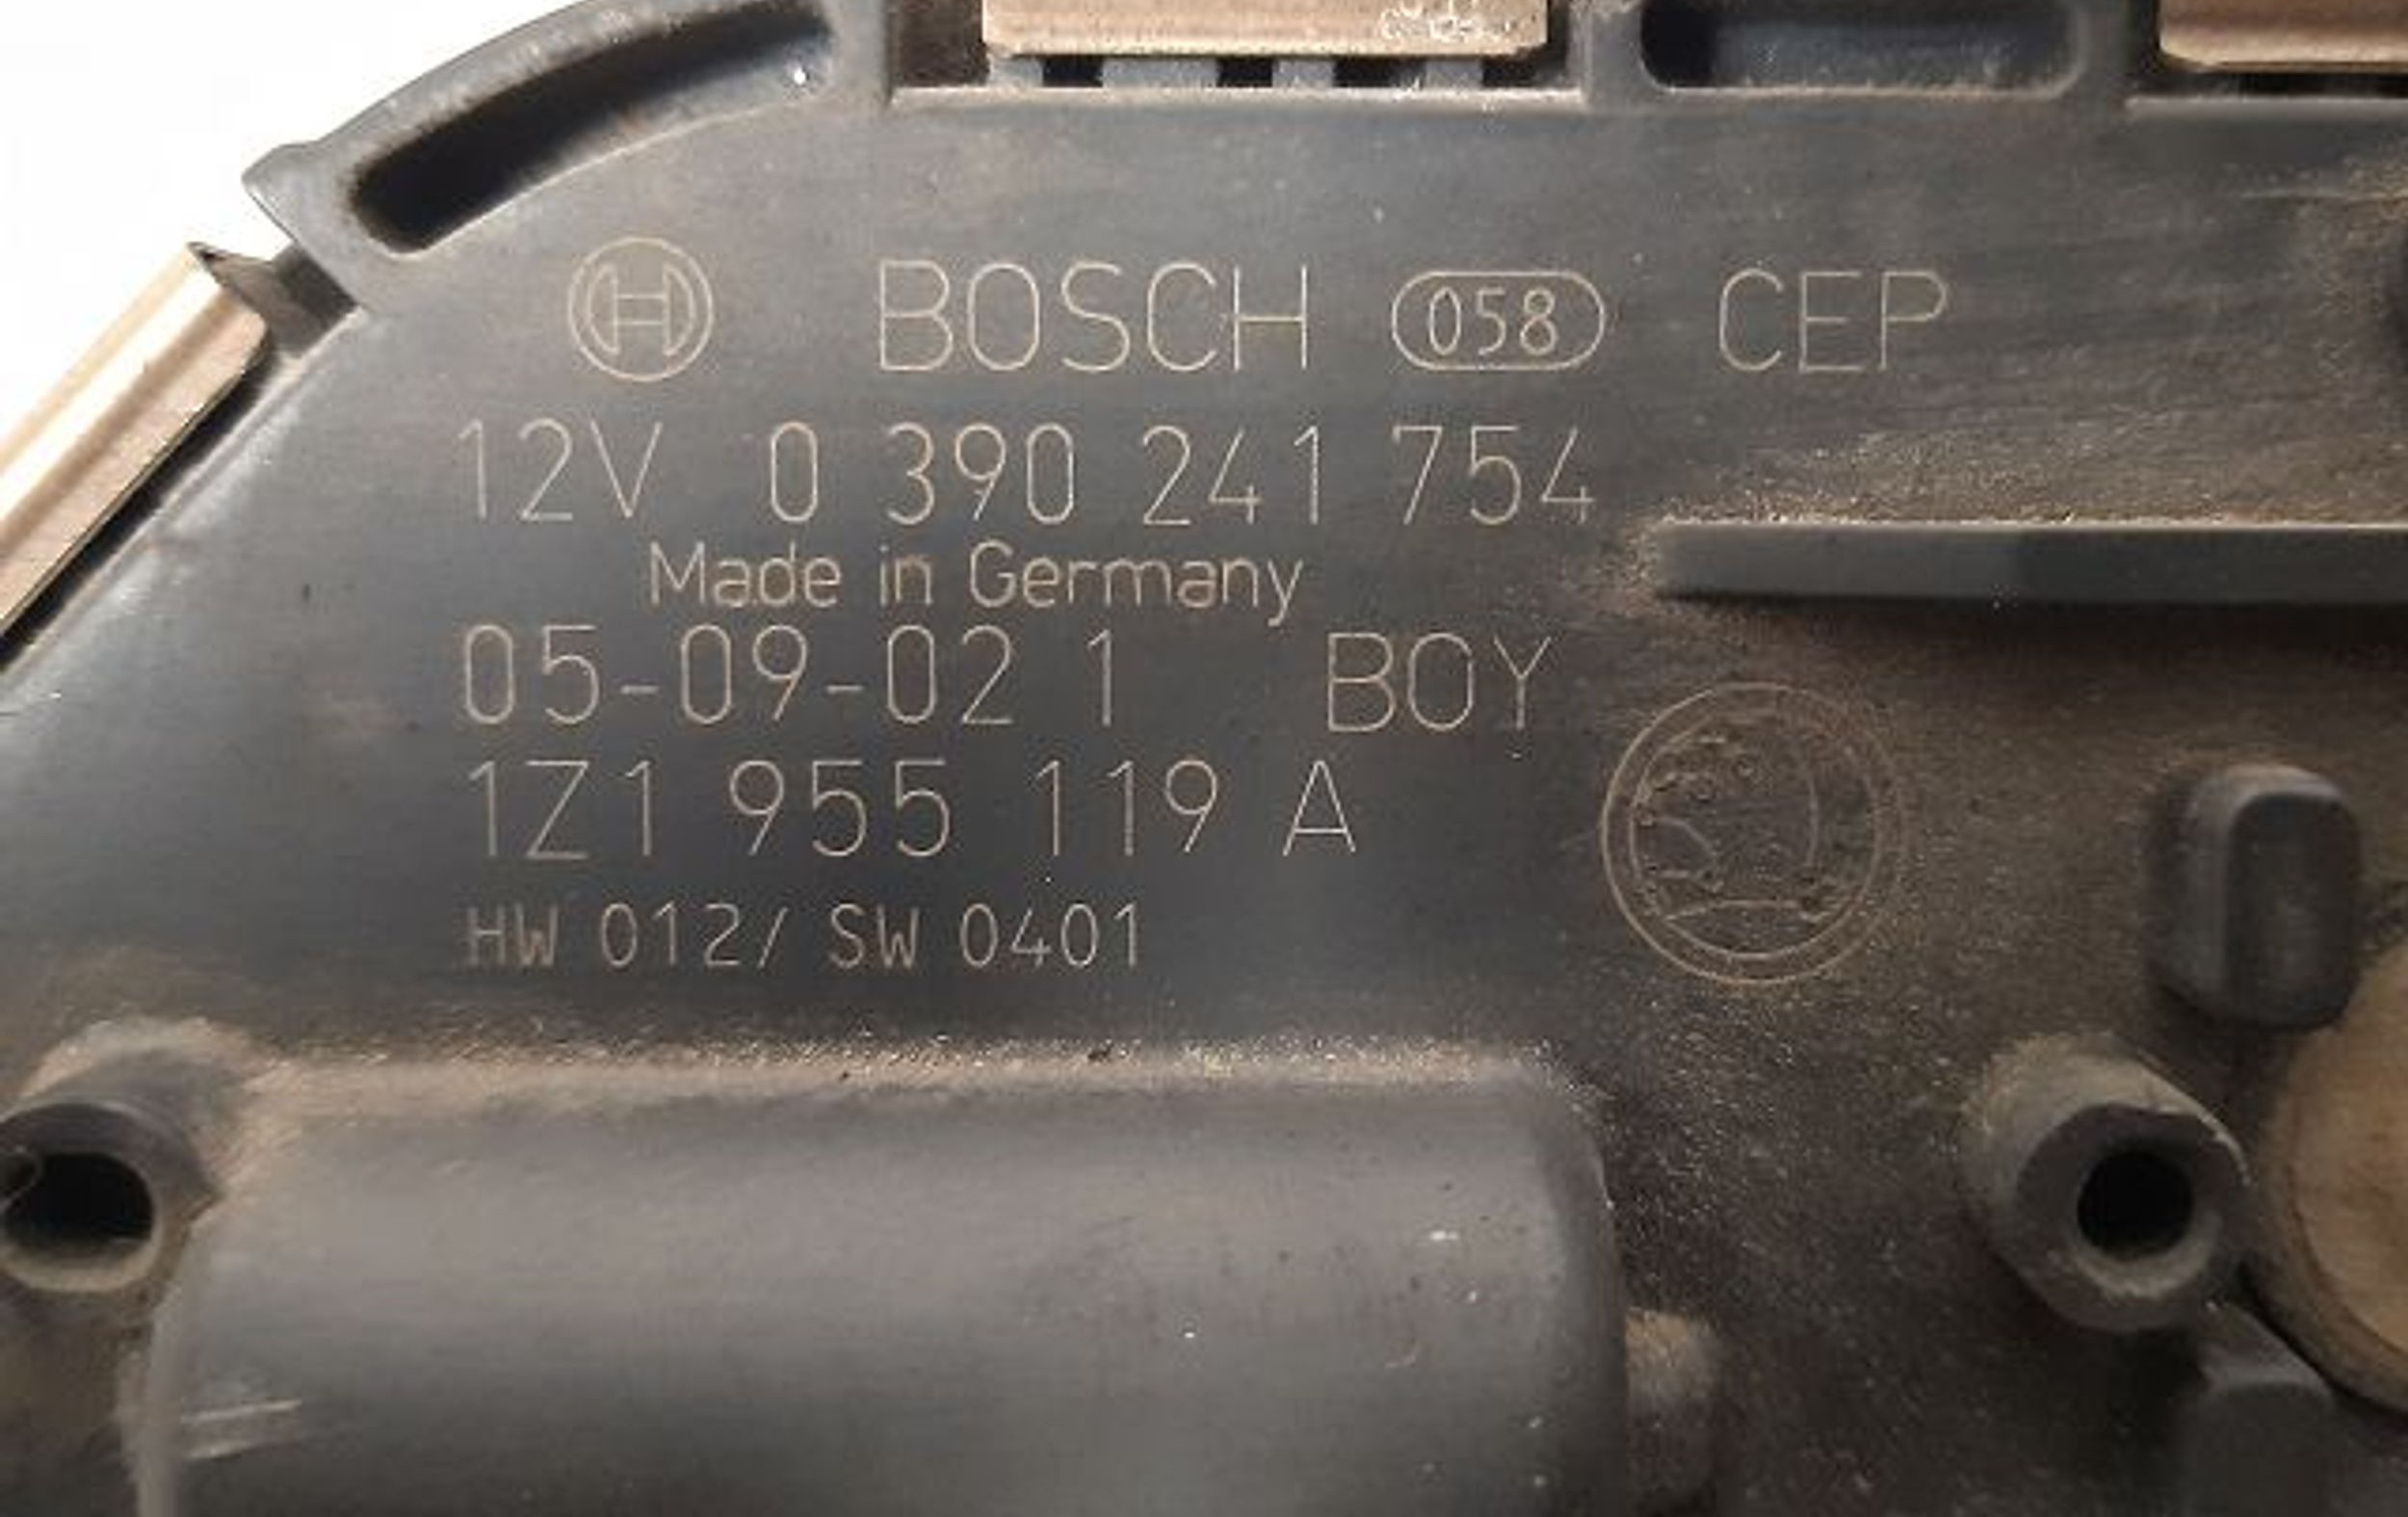 BOSCH 058 CEP
12V 0 390 241 754
Made in Germany
05-09-02 1 BOY
1Z1 955 119 A
HW 012/ SW 0401